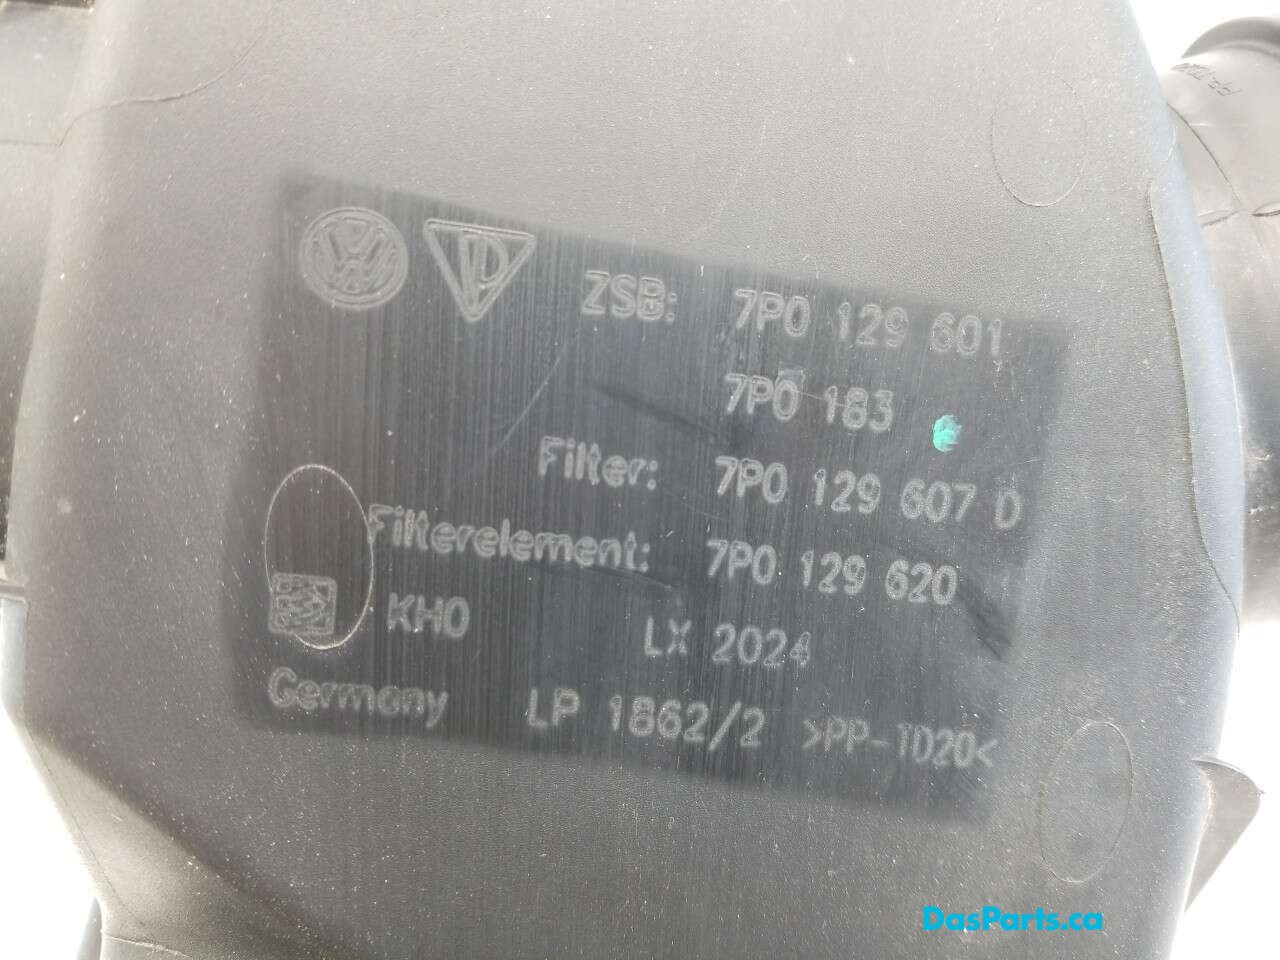 VW
ZSB: 7P0 129 601
7P0 183
Filter: 7P0 129 607 D
Filterelement: 7P0 129 620
KH0 LX 2024
Germany LP 1862/2 >PP-TD20<
DasParts.ca